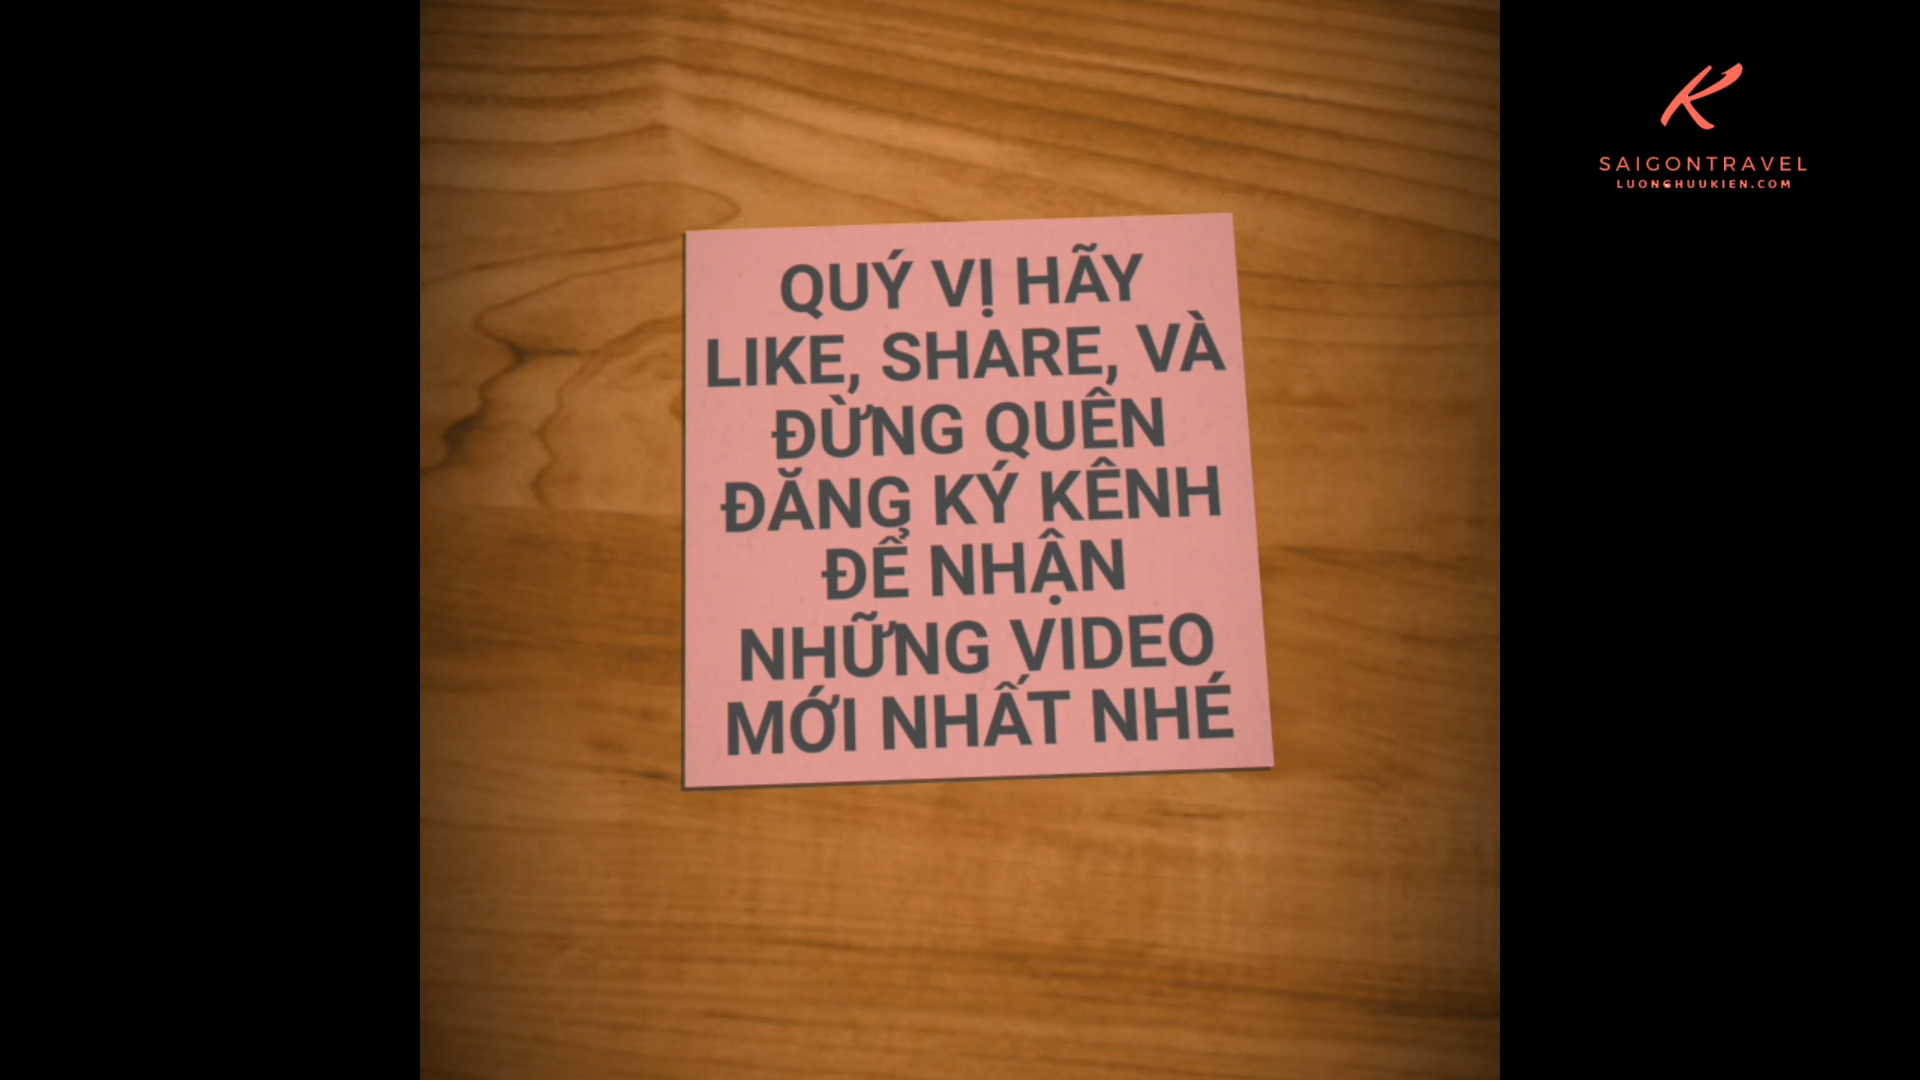 QUÝ VỊ HÃY
LIKE, SHARE, VÀ
ĐỪNG QUÊN
ĐĂNG KÝ KÊNH
ĐỂ NHẬN
NHỮNG VIDEO
MỚI NHẤT NHÉ
SAIGONTRAVEL
LUONGHUUKIEN.COM